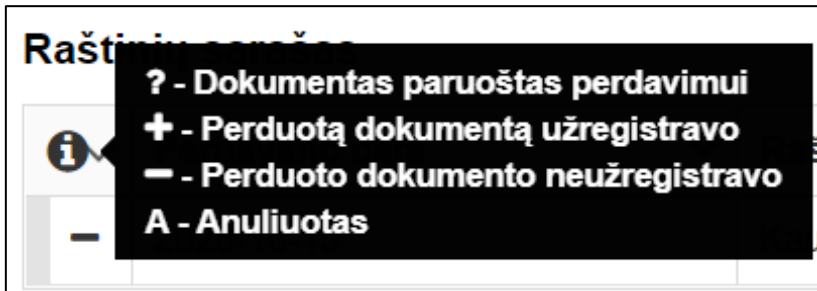 Raštinių sąrašas
? - Dokumentas paruoštas perdavimui
+ - Perduotą dokumentą užregistravo
− - Perduoto dokumento neužregistravo
A - Anuliuotas
−